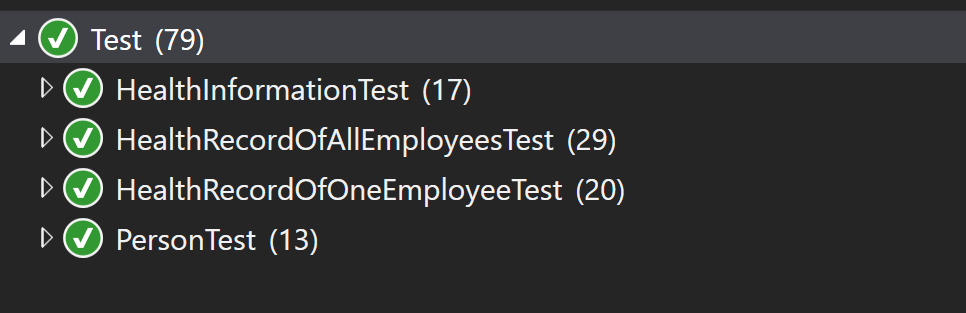 Test (79)
HealthInformationTest (17)
HealthRecordOfAllEmployeesTest (29)
HealthRecordOfOneEmployeeTest (20)
PersonTest (13)